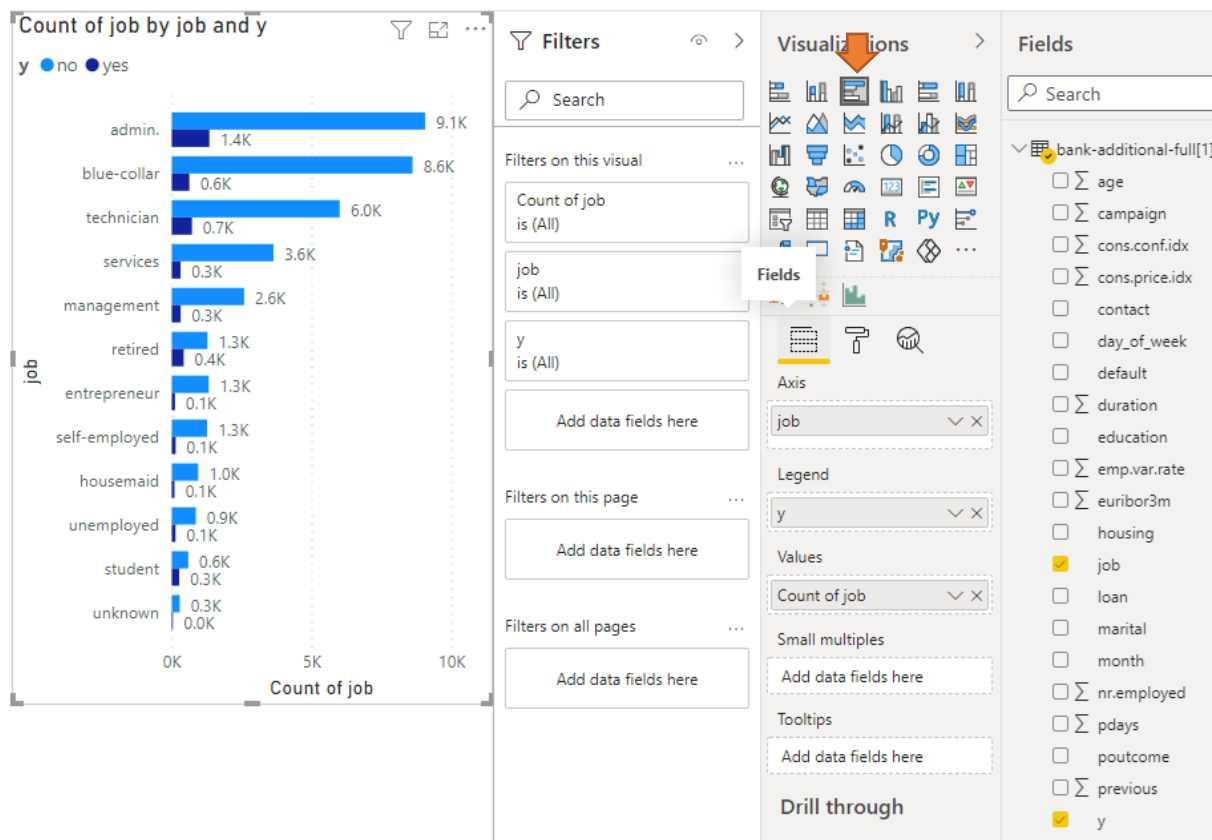 Count of job by job and y
y no yes
admin. 9.1K
1.4K
blue-collar 8.6K
0.6K
technician 6.0K
0.7K
services 3.6K
0.3K
management 2.6K
0.3K
retired 1.3K
0.4K
entrepreneur 1.3K
0.1K
self-employed 1.3K
0.1K
housemaid 1.0K
0.1K
unemployed 0.9K
0.1K
student 0.6K
0.3K
unknown 0.3K
0.0K
job
0K 5K 10K
Count of job
Filters
Search
Filters on this visual ...
Count of job
is (All)
job
is (All)
y
is (All)
Add data fields here
Filters on this page ...
Add data fields here
Filters on all pages ...
Add data fields here
Visualizations
123
R Py
...
Fields
Axis
job
Legend
y
Values
Count of job
Small multiples
Add data fields here
Tooltips
Add data fields here
Drill through
Fields
Search
bank-additional-full[1]
Σ age
Σ campaign
Σ cons.conf.idx
Σ cons.price.idx
contact
day_of_week
default
Σ duration
education
Σ emp.var.rate
Σ euribor3m
housing
job
loan
marital
month
Σ nr.employed
Σ pdays
poutcome
Σ previous
y